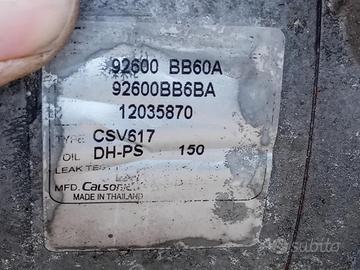 92600 BB60A
92600BB6BA
12035870
TYPE CSV617
OIL DH-PS 150
LEAK TEST
MFD. Calsonic
MADE IN THAILAND
subito